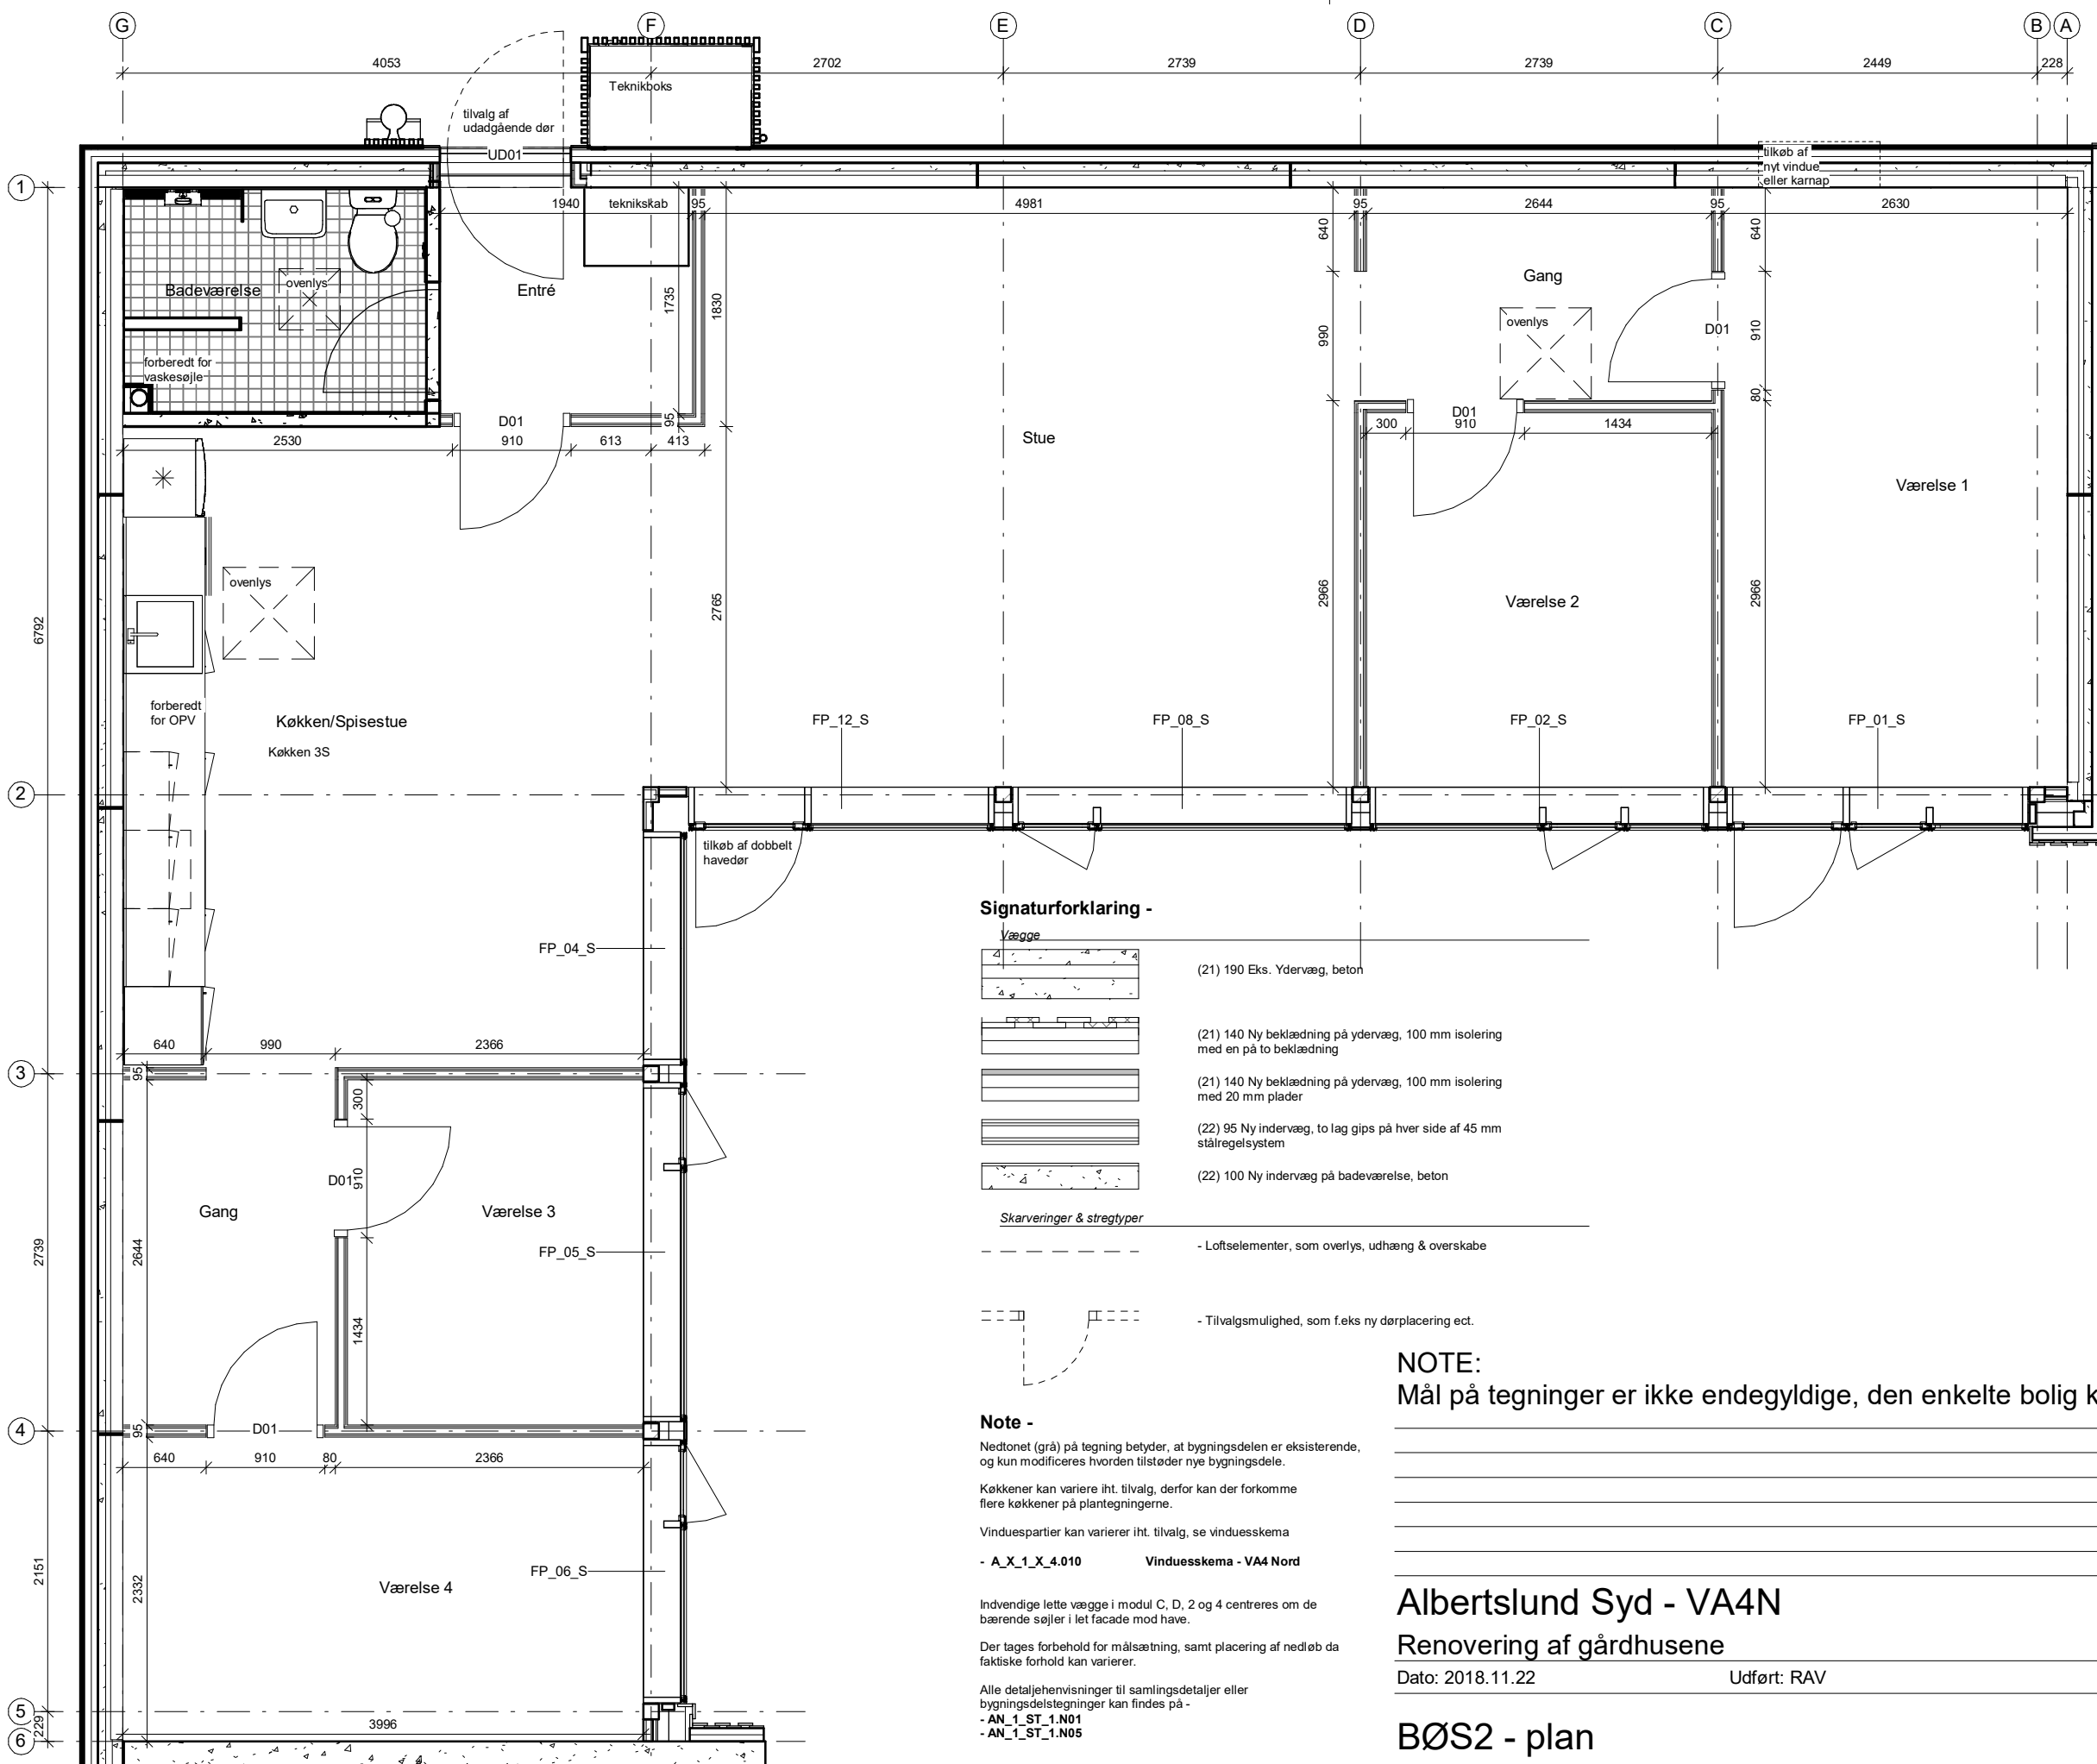 G
F
E
D
C
B
A
4053
2702
2739
2739
2449
228
Teknikboks
tilvalg af
udadgående dør
UD01
tilkøb af
nyt vindue
eller karnap
1
1940
teknikskab
95
4981
95
2644
95
2630
640
640
Badeværelse
ovenlys
Entré
1735
1830
Gang
ovenlys
D01
990
910
80
forberedt for
vaskesøjle
D01
95
D01
2530
910
613
413
300
910
1434
Stue
Værelse 1
ovenlys
6792
2765
2966
Værelse 2
2966
forberedt
for OPV
Køkken/Spisestue
Køkken 3S
FP_12_S
FP_08_S
FP_02_S
FP_01_S
2
tilkøb af dobbelt
havedør
FP_04_S
640
990
2366
3
95
300
910
D01
Gang
Værelse 3
FP_05_S
2739
2644
1434
4
95
D01
640
910
80
2366
2151
2332
Værelse 4
FP_06_S
5
229
6
3996
Signaturforklaring -
Vægge
(21) 190 Eks. Ydervæg, beton
(21) 140 Ny beklædning på ydervæg, 100 mm isolering
med en på to beklædning
(21) 140 Ny beklædning på ydervæg, 100 mm isolering
med 20 mm plader
(22) 95 Ny indervæg, to lag gips på hver side af 45 mm
stålregelsystem
(22) 100 Ny indervæg på badeværelse, beton
Skarveringer & stregtyper
- Loftselementer, som overlys, udhæng & overskabe
- Tilvalgsmulighed, som f.eks ny dørplacering ect.
Note -
Nedtonet (grå) på tegning betyder, at bygningsdelen er eksisterende,
og kun modificeres hvorden tilstøder nye bygningsdele.
Køkkener kan variere iht. tilvalg, derfor kan der forkomme
flere køkkener på plantegningerne.
Vinduespartier kan varierer iht. tilvalg, se vinduesskema
- A_X_1_X_4.010 Vinduesskema - VA4 Nord
Indvendige lette vægge i modul C, D, 2 og 4 centreres om de
bærende søjler i let facade mod have.
Der tages forbehold for målsætning, samt placering af nedløb da
faktiske forhold kan varierer.
Alle detaljehenvisninger til samlingsdetaljer eller
bygningsdelstegninger kan findes på -
- AN_1_ST_1.N01
- AN_1_ST_1.N05
NOTE:
Mål på tegninger er ikke endegyldige, den enkelte bolig k
Albertslund Syd - VA4N
Renovering af gårdhusene
Dato: 2018.11.22 Udført: RAV
BØS2 - plan